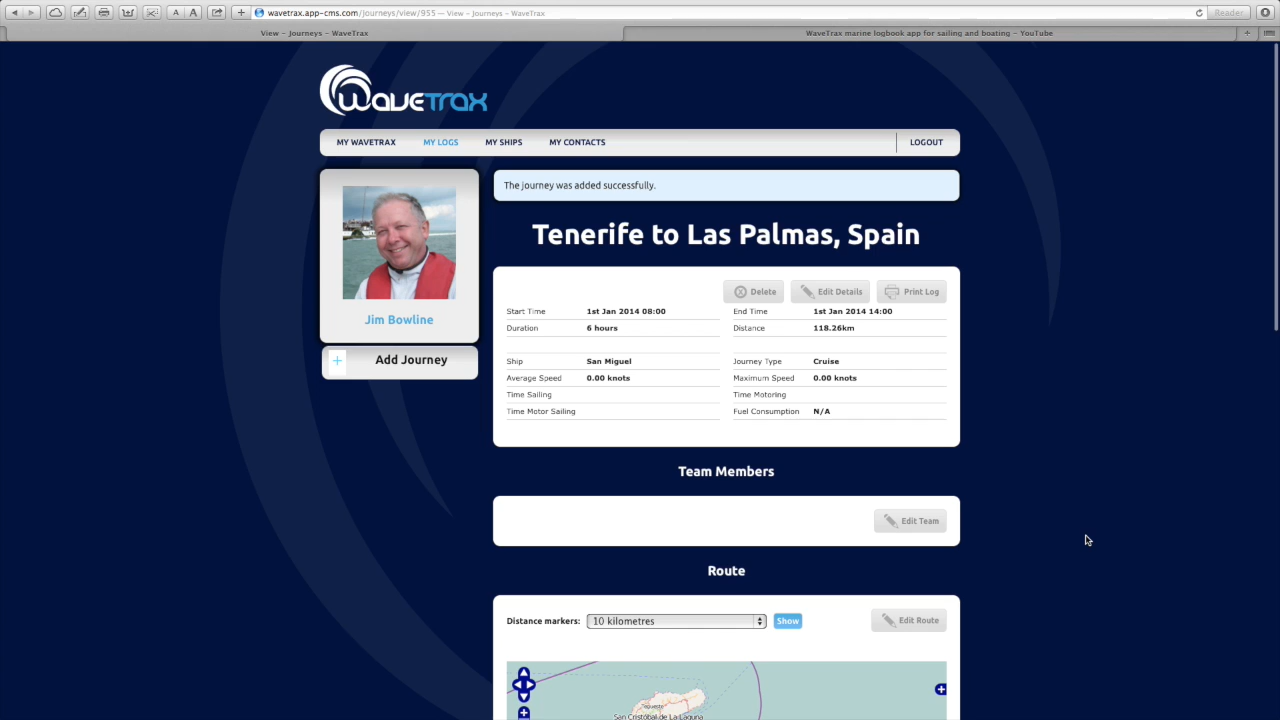 wavetrax.app-cms.com/journeys/view/955 — View – Journeys – WaveTrax
Reader
View – Journeys – WaveTrax
WaveTrax marine logbook app for sailing and boating – YouTube
WAVETRAX
MY WAVETRAX MY LOGS MY SHIPS MY CONTACTS LOGOUT
The journey was added successfully.
Jim Bowline
Add Journey
Tenerife to Las Palmas, Spain
Delete Edit Details Print Log
Start Time 1st Jan 2014 08:00 End Time 1st Jan 2014 14:00
Duration 6 hours Distance 118.26km
Ship San Miguel Journey Type Cruise
Average Speed 0.00 knots Maximum Speed 0.00 knots
Time Sailing Time Motoring
Time Motor Sailing Fuel Consumption N/A
Team Members
Edit Team
Route
Distance markers: 10 kilometres Show Edit Route
San Cristóbal de La Laguna